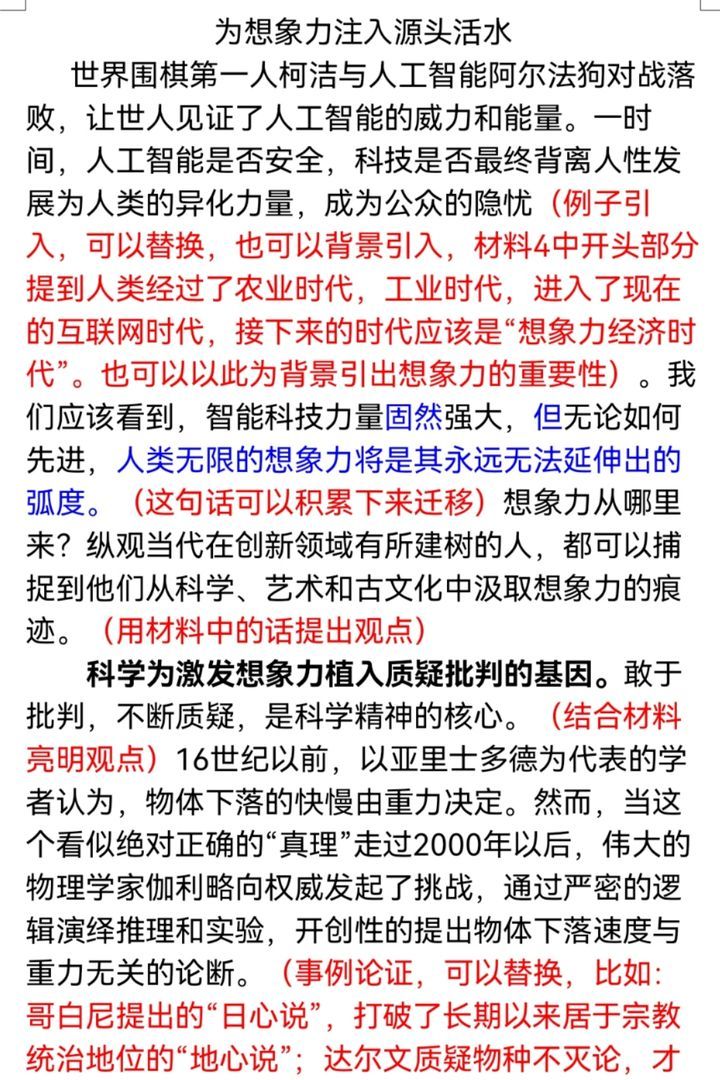 为想象力注入源头活水
世界围棋第一人柯洁与人工智能阿尔法狗对战落
败，让世人见证了人工智能的威力和能量。一时
间，人工智能是否安全，科技是否最终背离人性发
展为人类的异化力量，成为公众的隐忧（例子引
入，可以替换，也可以背景引入，材料4中开头部分
提到人类经过了农业时代，工业时代，进入了现在
的互联网时代，接下来的时代应该是“想象力经济时
代”。也可以以此为背景引出想象力的重要性）。我
们应该看到，智能科技力量固然强大，但无论如何
先进，人类无限的想象力将是其永远无法延伸出的
弧度。（这句话可以积累下来迁移）想象力从哪里
来？纵观当代在创新领域有所建树的人，都可以捕
捉到他们从科学、艺术和古文化中汲取想象力的痕
迹。（用材料中的话提出观点）
科学为激发想象力植入质疑批判的基因。敢于
批判，不断质疑，是科学精神的核心。（结合材料
亮明观点）16世纪以前，以亚里士多德为代表的学
者认为，物体下落的快慢由重力决定。然而，当这
个看似绝对正确的“真理”走过2000年以后，伟大的
物理学家伽利略向权威发起了挑战，通过严密的逻
辑演绎推理和实验，开创性的提出物体下落速度与
重力无关的论断。（事例论证，可以替换，比如：
哥白尼提出的“日心说”，打破了长期以来居于宗教
统治地位的“地心说”；达尔文质疑物种不灭论，才